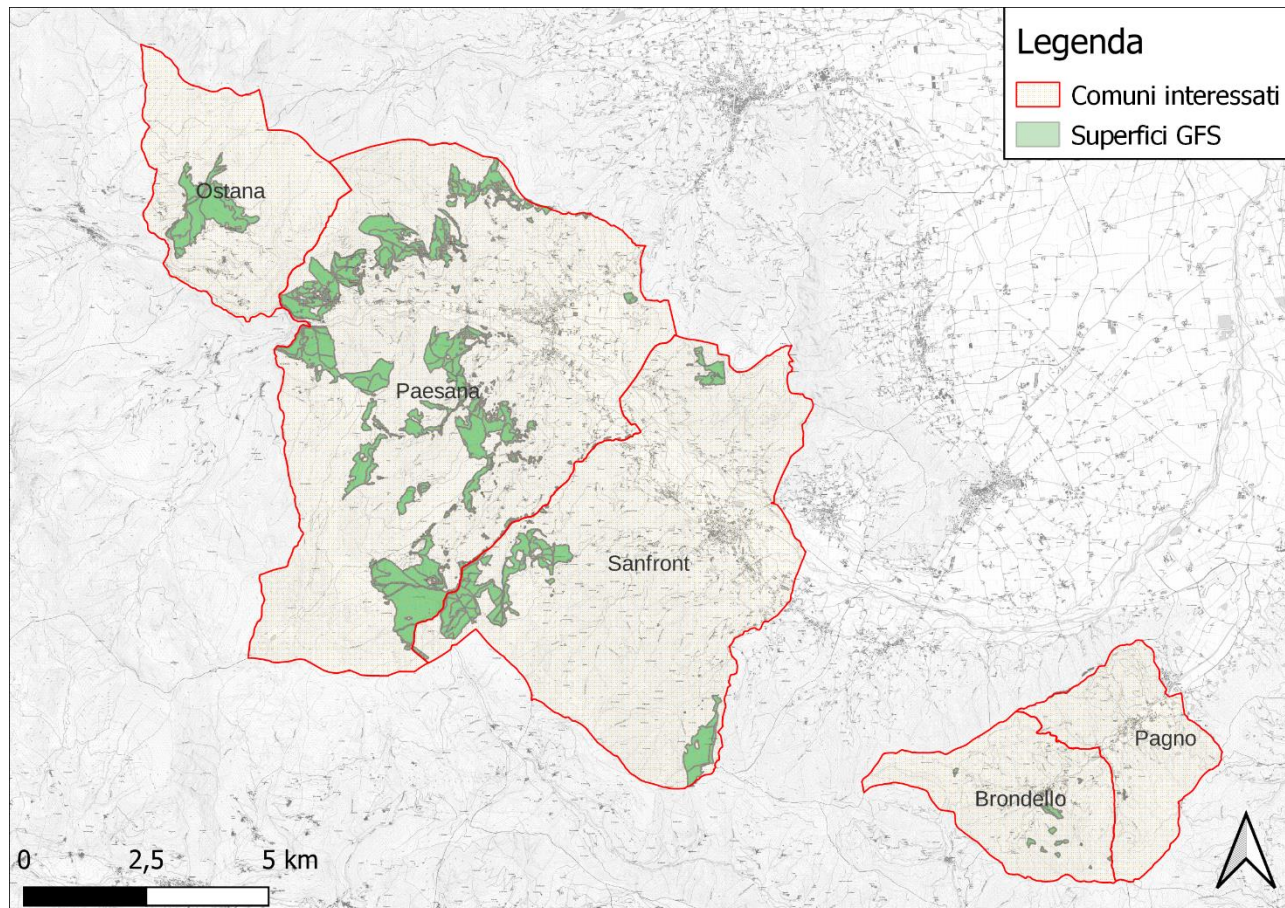 Legenda
Comuni interessati
Superfici GFS
Ostana
Paesana
Sanfront
Pagno
Brondello
0 2,5 5 km